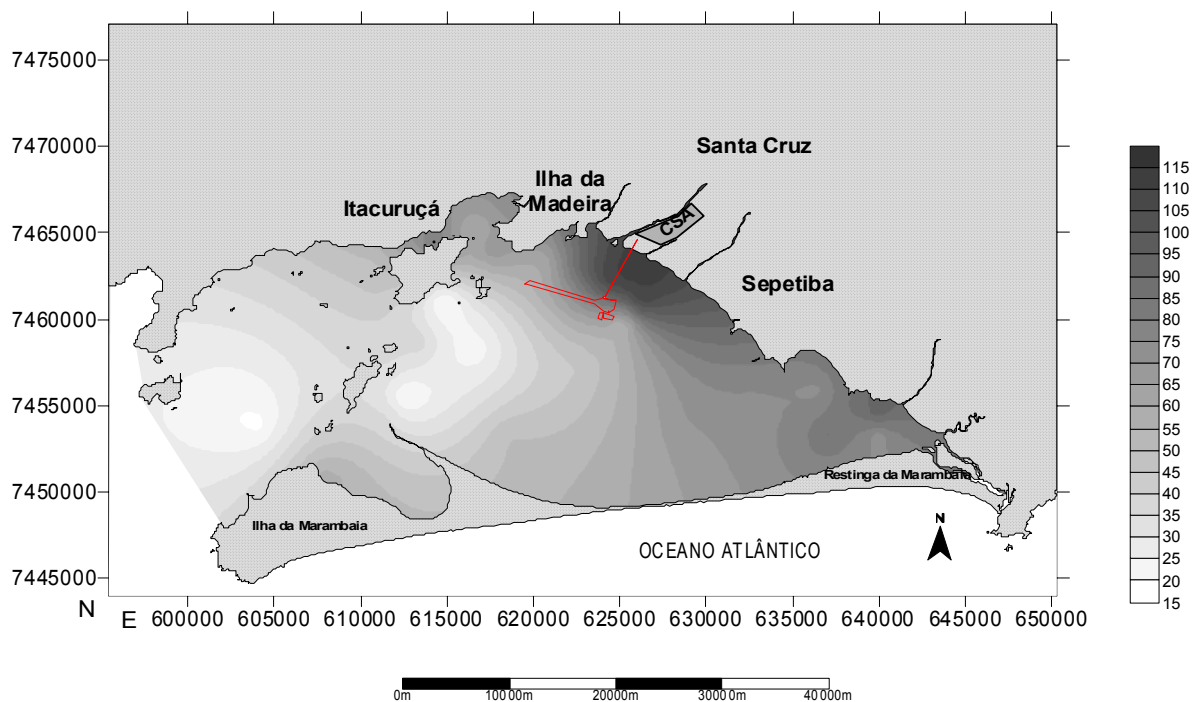 7475000
7470000
7465000
7460000
7455000
7450000
7445000
Santa Cruz
Ilha da
Madeira
Itacuruçá
CSA
Sepetiba
Restinga da Marambaia
Ilha da Marambaia
OCEANO ATLÂNTICO
N
N
E
600000 605000 610000 615000 620000 625000 630000 635000 640000 645000 650000
115
110
105
100
95
90
85
80
75
70
65
60
55
50
45
40
35
30
25
20
15
0m 10000m 20000m 30000m 40000m